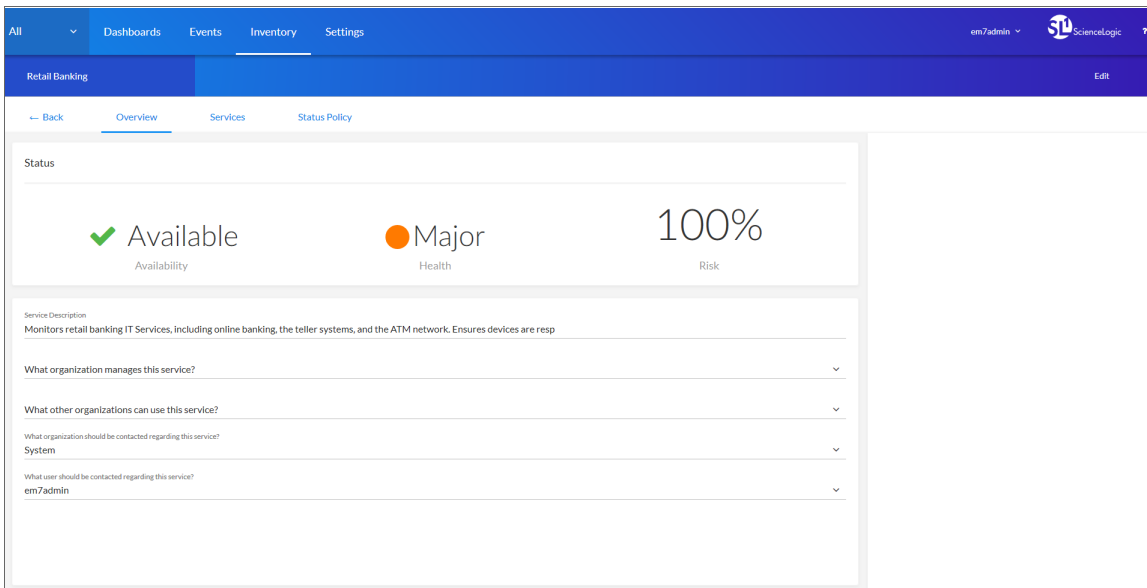 All Dashboards Events Inventory Settings em7admin SL1 ScienceLogic ?
Retail Banking Edit
← Back Overview Services Status Policy
Status
Available Major 100%
Availability Health Risk
Service Description
Monitors retail banking IT Services, including online banking, the teller systems, and the ATM network. Ensures devices are resp
What organization manages this service?
What other organizations can use this service?
What organization should be contacted regarding this service?
System
What user should be contacted regarding this service?
em7admin